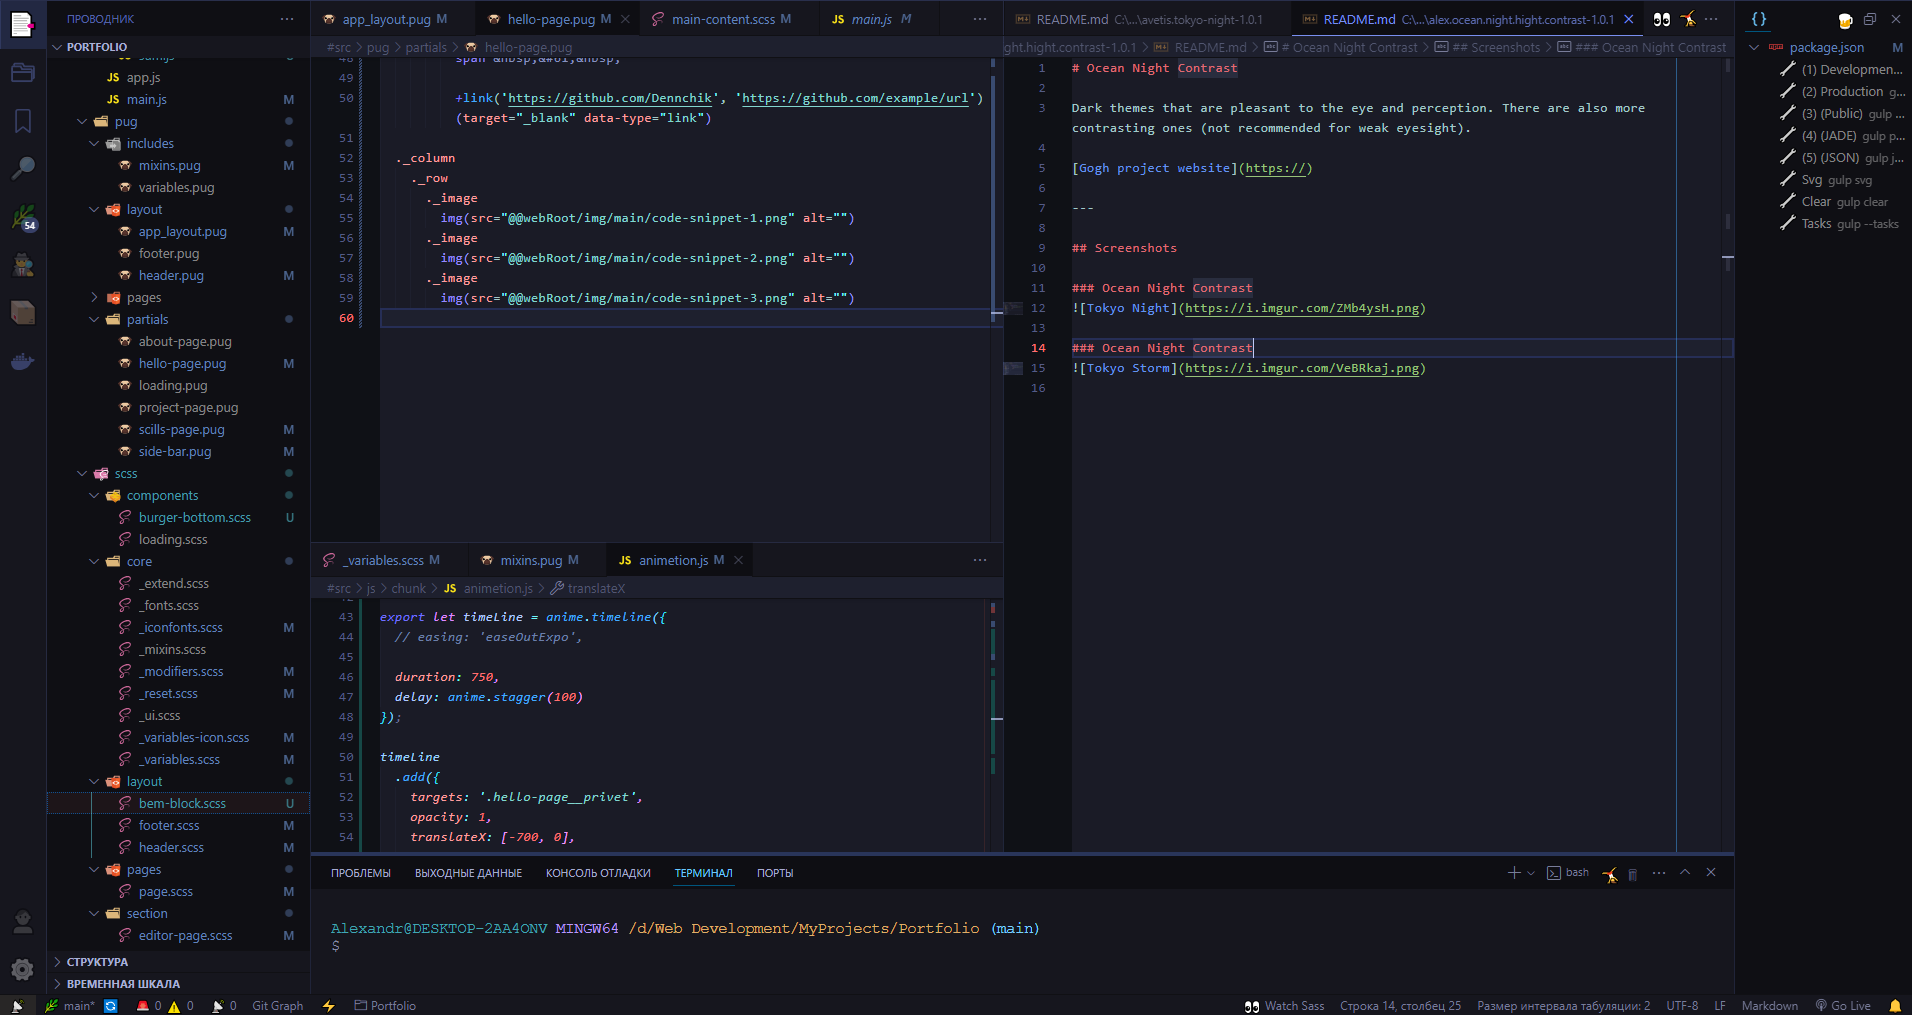 ПРОВОДНИК
PORTFOLIO
app.js
main.js M
pug
includes
mixins.pug M
variables.pug
layout
app_layout.pug M
footer.pug
header.pug M
pages
partials
about-page.pug
hello-page.pug M
loading.pug
project-page.pug
scills-page.pug M
side-bar.pug M
scss
components
burger-bottom.scss U
loading.scss
core
_extend.scss
_fonts.scss
_iconfonts.scss M
_mixins.scss
_modifiers.scss M
_reset.scss M
_ui.scss
_variables-icon.scss M
_variables.scss M
layout
bem-block.scss U
footer.scss M
header.scss M
pages
page.scss M
section
editor-page.scss M
СТРУКТУРА
ВРЕМЕННАЯ ШКАЛА
54
app_layout.pug M hello-page.pug M main-content.scss M JS main.js M
#src > pug > partials > hello-page.pug
49
50 +link('https://github.com/Dennchik', 'https://github.com/example/url')
(target="_blank" data-type="link")
51
52 ._column
53 ._row
54 ._image
55 img(src="@@webRoot/img/main/code-snippet-1.png" alt="")
56 ._image
57 img(src="@@webRoot/img/main/code-snippet-2.png" alt="")
58 ._image
59 img(src="@@webRoot/img/main/code-snippet-3.png" alt="")
60
_variables.scss M mixins.pug M JS animetion.js M
#src > js > chunk > JS animetion.js > translateX
43 export let timeLine = anime.timeline({
44 // easing: 'easeOutExpo',
45
46 duration: 750,
47 delay: anime.stagger(100)
48 });
49
50 timeLine
51 .add({
52 targets: '.hello-page__privet',
53 opacity: 1,
54 translateX: [-700, 0],
README.md C:\...\avetis.tokyo-night-1.0.1 README.md C:\...\alex.ocean.night.hight.contrast-1.0.1
ght.hight.contrast-1.0.1 > README.md > # Ocean Night Contrast > ## Screenshots > ### Ocean Night Contrast
1 # Ocean Night Contrast
2
3 Dark themes that are pleasant to the eye and perception. There are also more
contrasting ones (not recommended for weak eyesight).
4
5 [Gogh project website](https://)
6
7 ---
8
9 ## Screenshots
10
11 ### Ocean Night Contrast
12 ![Tokyo Night](https://i.imgur.com/ZMb4ysH.png)
13
14 ### Ocean Night Contrast
15 ![Tokyo Storm](https://i.imgur.com/VeBRkaj.png)
16
{}
package.json M
(1) Developmen...
(2) Production g...
(3) (Public) gulp ...
(4) (JADE) gulp p...
(5) (JSON) gulp j...
Svg gulp svg
Clear gulp clear
Tasks gulp --tasks
ПРОБЛЕМЫ ВЫХОДНЫЕ ДАННЫЕ КОНСОЛЬ ОТЛАДКИ ТЕРМИНАЛ ПОРТЫ bash
Alexandr@DESKTOP-2AA4ONV MINGW64 /d/Web Development/MyProjects/Portfolio (main)
$
main* 0 0 0 Git Graph Portfolio Watch Sass Строка 14, столбец 25 Размер интервала табуляции: 2 UTF-8 LF Markdown Go Live